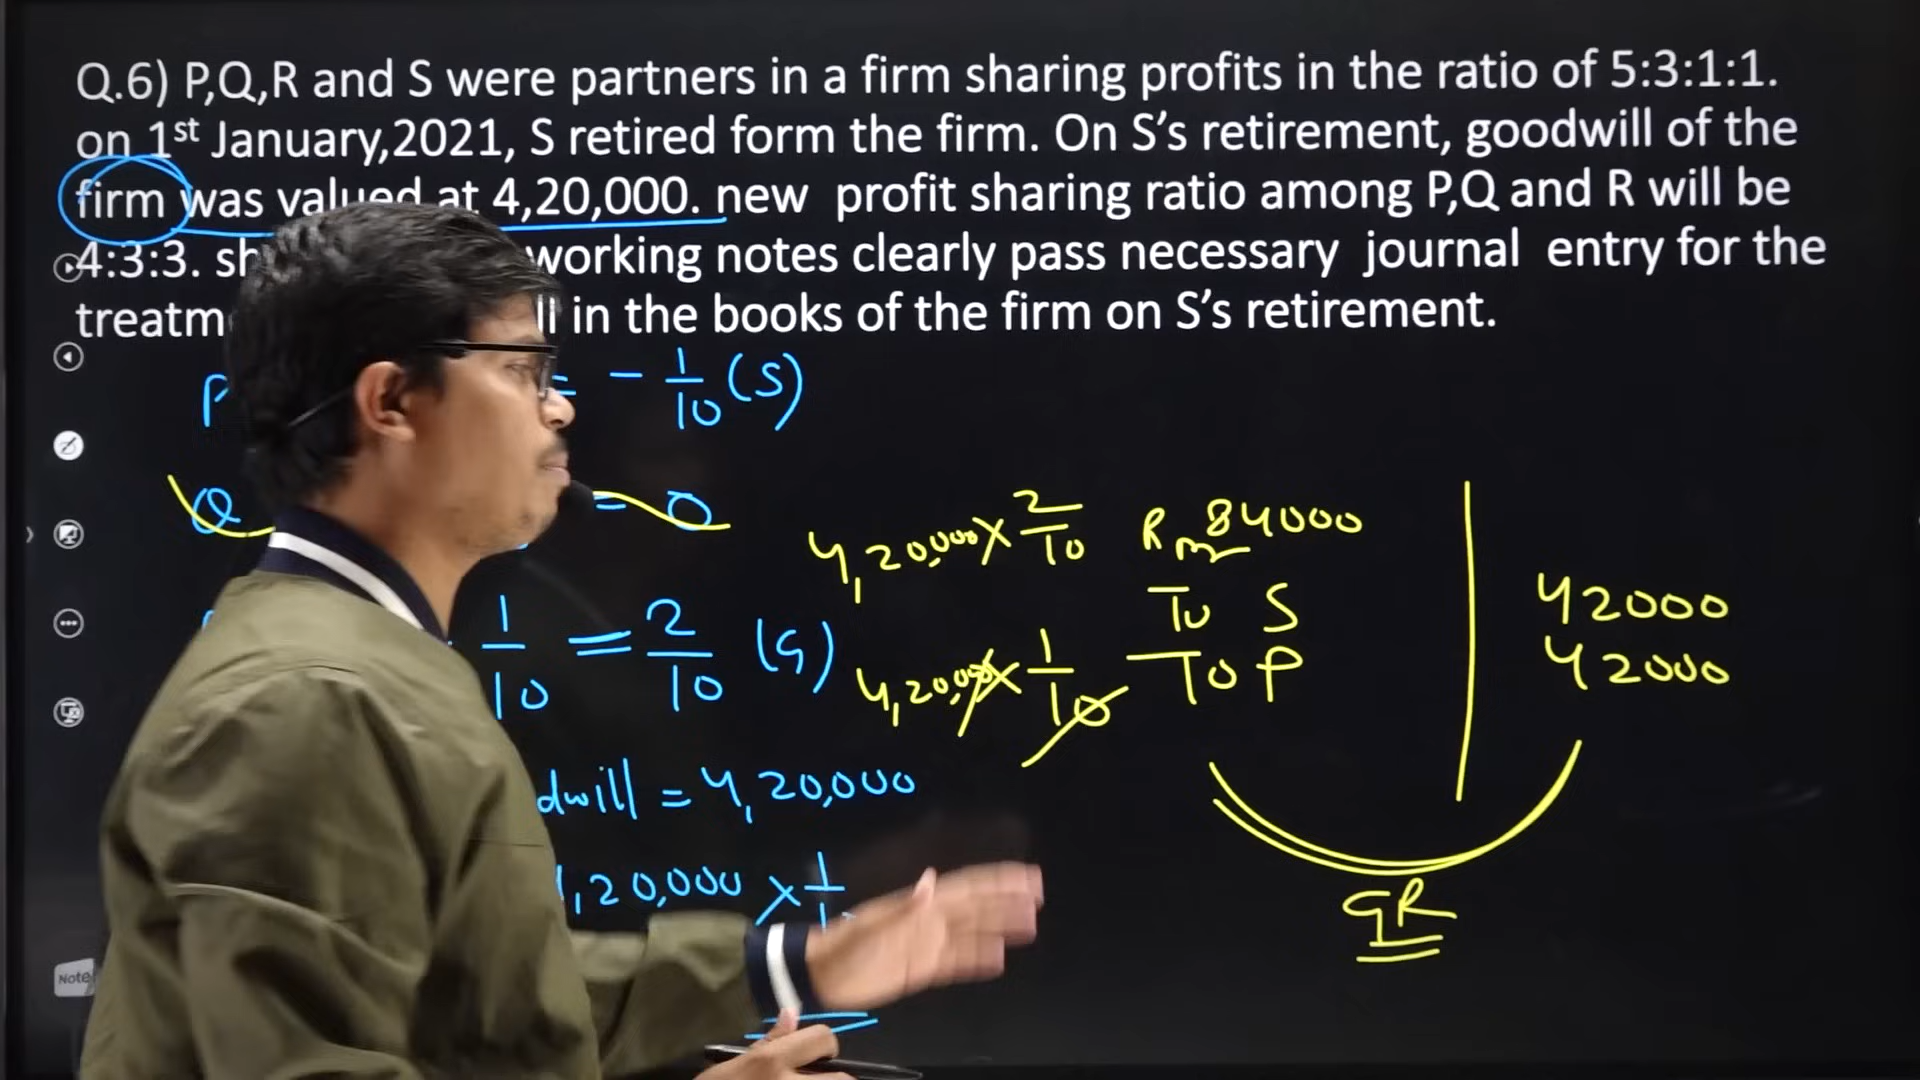 Q.6) P,Q,R and S were partners in a firm sharing profits in the ratio of 5:3:1:1.
on 1st January,2021, S retired form the firm. On S's retirement, goodwill of the
firm was valued at 4,20,000. new profit sharing ratio among P,Q and R will be
4:3:3. working notes clearly pass necessary journal entry for the
in the books of the firm on S's retirement.
P = - 1/10 (S)
Q = 0
4,20,000 x 2/10 R 84000
To S 42000
1/10 = 2/10 (G)
4,20,000 x 1/10 To P 42000
= 4,20,000
,20,000 x
GR
Note